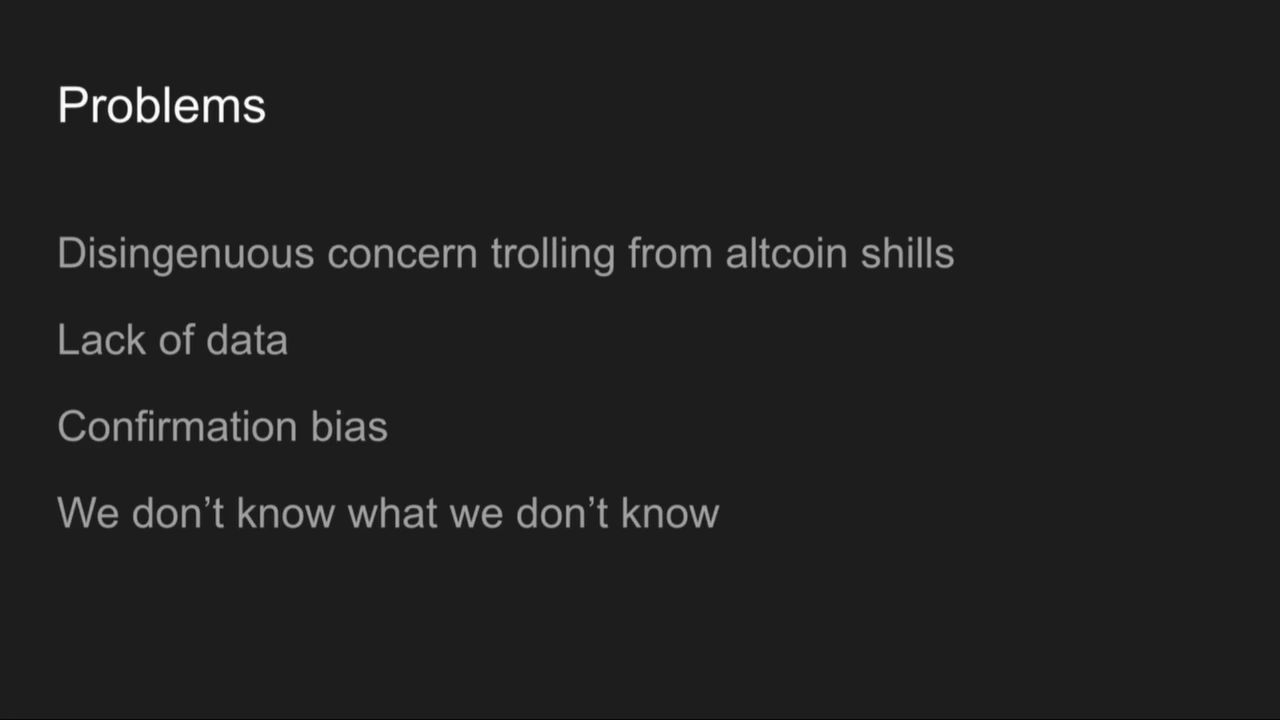 Problems
Disingenuous concern trolling from altcoin shills
Lack of data
Confirmation bias
We don’t know what we don’t know